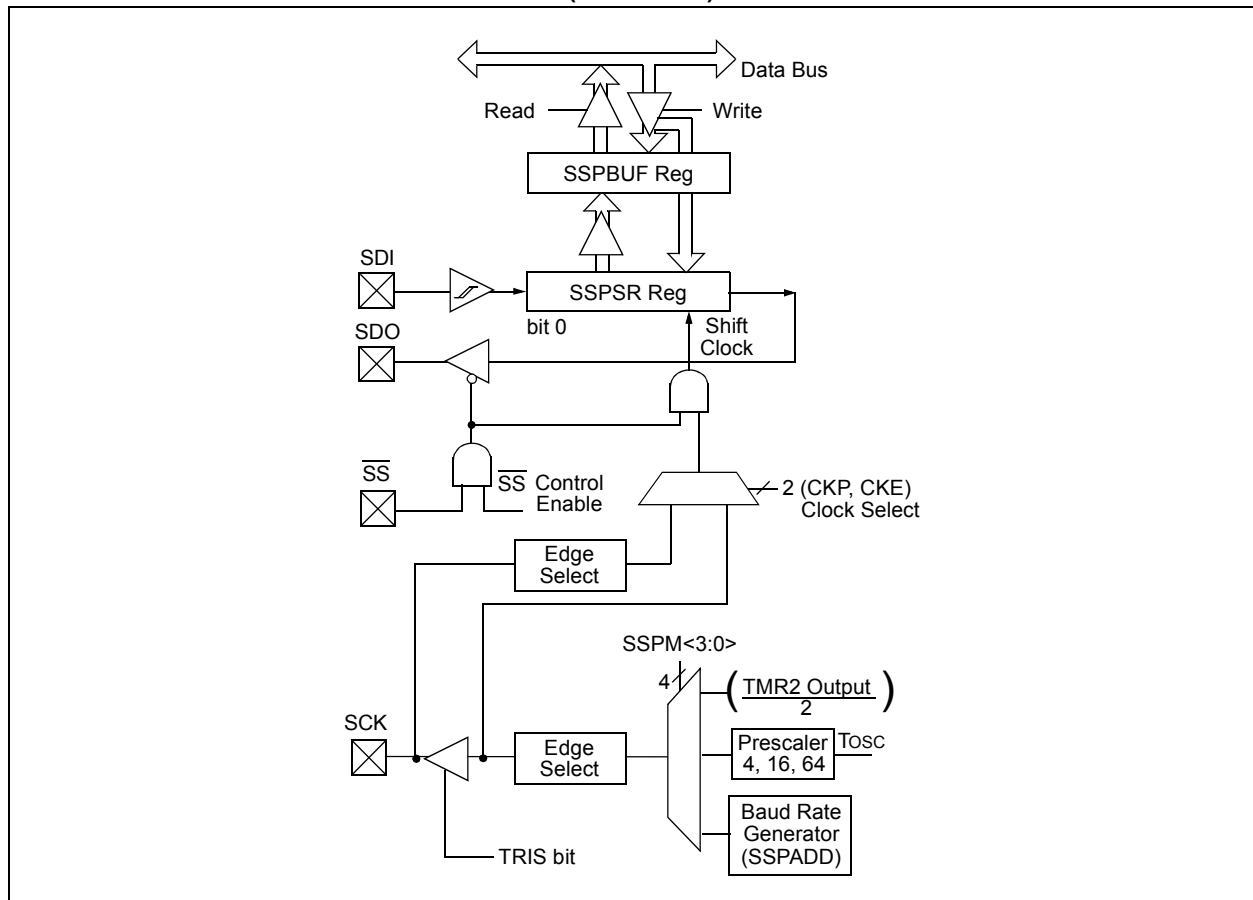 Data Bus
Read
Write
SSPBUF Reg
SDI
SSPSR Reg
bit 0
Shift
Clock
SDO
SS
SS Control
Enable
2 (CKP, CKE)
Clock Select
Edge
Select
SSPM<3:0>
4
( TMR2 Output )
2
SCK
Edge
Select
Prescaler
4, 16, 64
TOSC
Baud Rate
Generator
(SSPADD)
TRIS bit